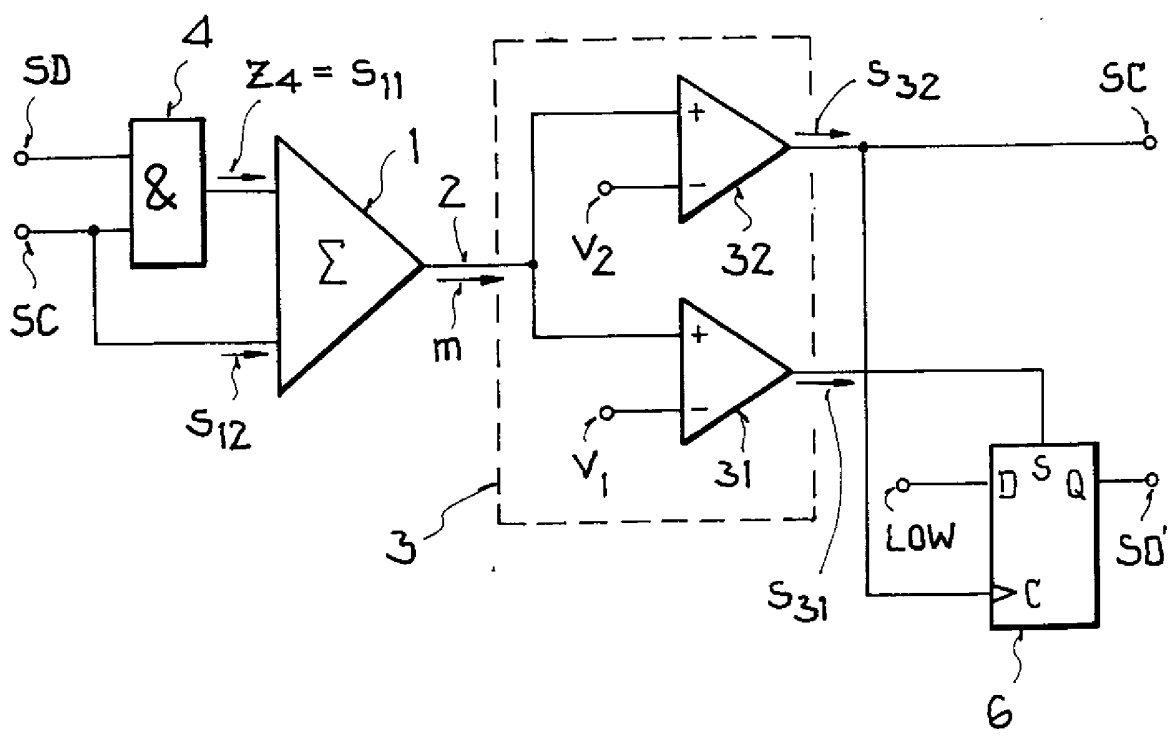 4
SD
Z4 = S11
&
SC
1
Σ
S12
2
m
3
+
-
V2
32
S32
SC
+
-
V1
31
S31
LOW
D
S
Q
C
SD'
6